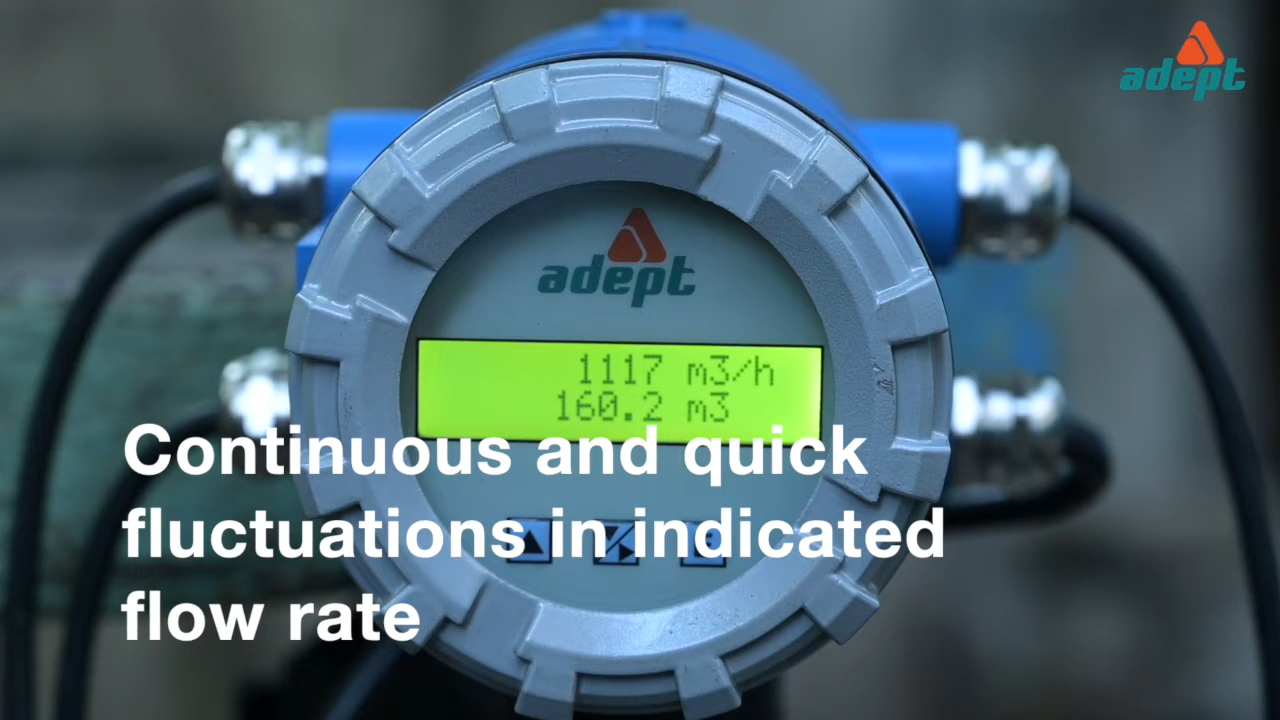 adept
adept
1117 m3/h
160.2 m3
Continuous and quick
fluctuations in indicated
flow rate